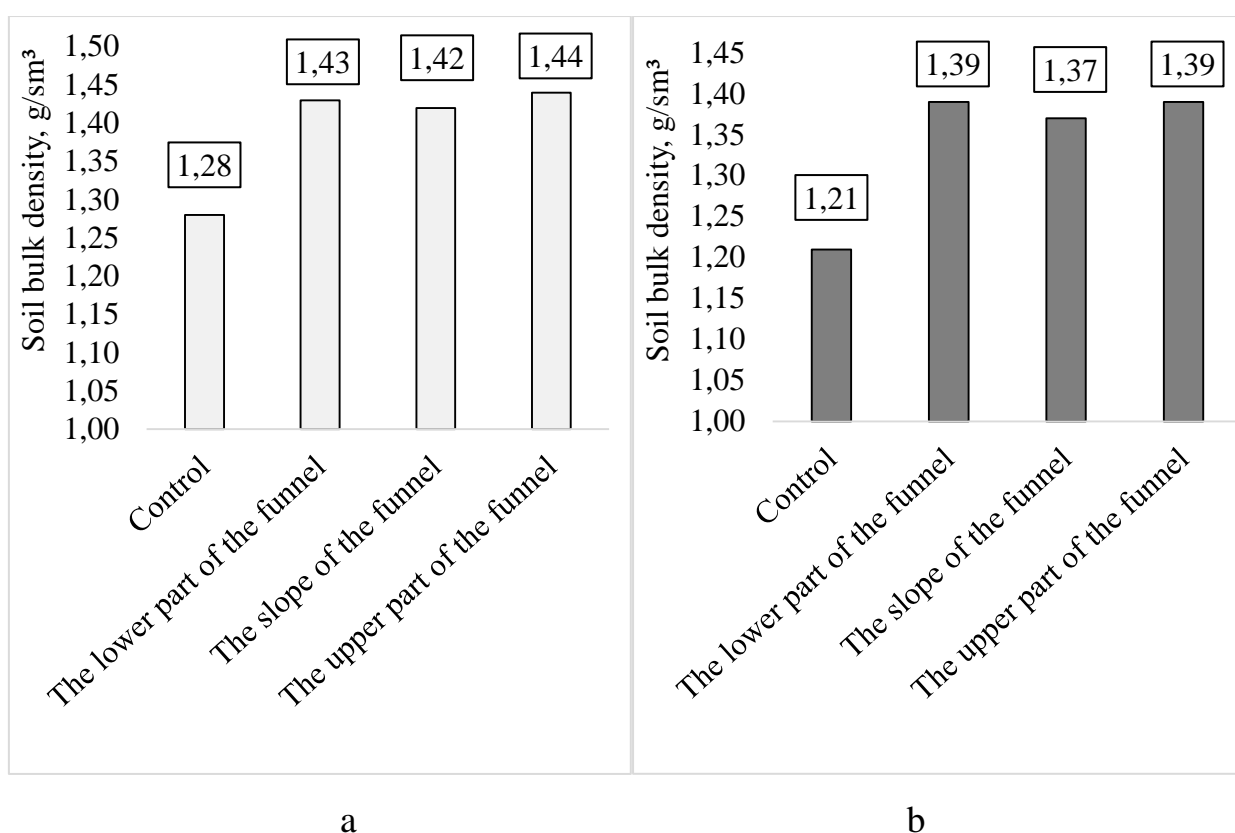 Soil bulk density, g/sm³
1,50
1,45
1,40
1,35
1,30
1,25
1,20
1,15
1,10
1,05
1,00
1,28
1,43
1,42
1,44
Control
The lower part of the funnel
The slope of the funnel
The upper part of the funnel
a
Soil bulk density, g/sm³
1,45
1,40
1,35
1,30
1,25
1,20
1,15
1,10
1,05
1,00
1,21
1,39
1,37
1,39
Control
The lower part of the funnel
The slope of the funnel
The upper part of the funnel
b